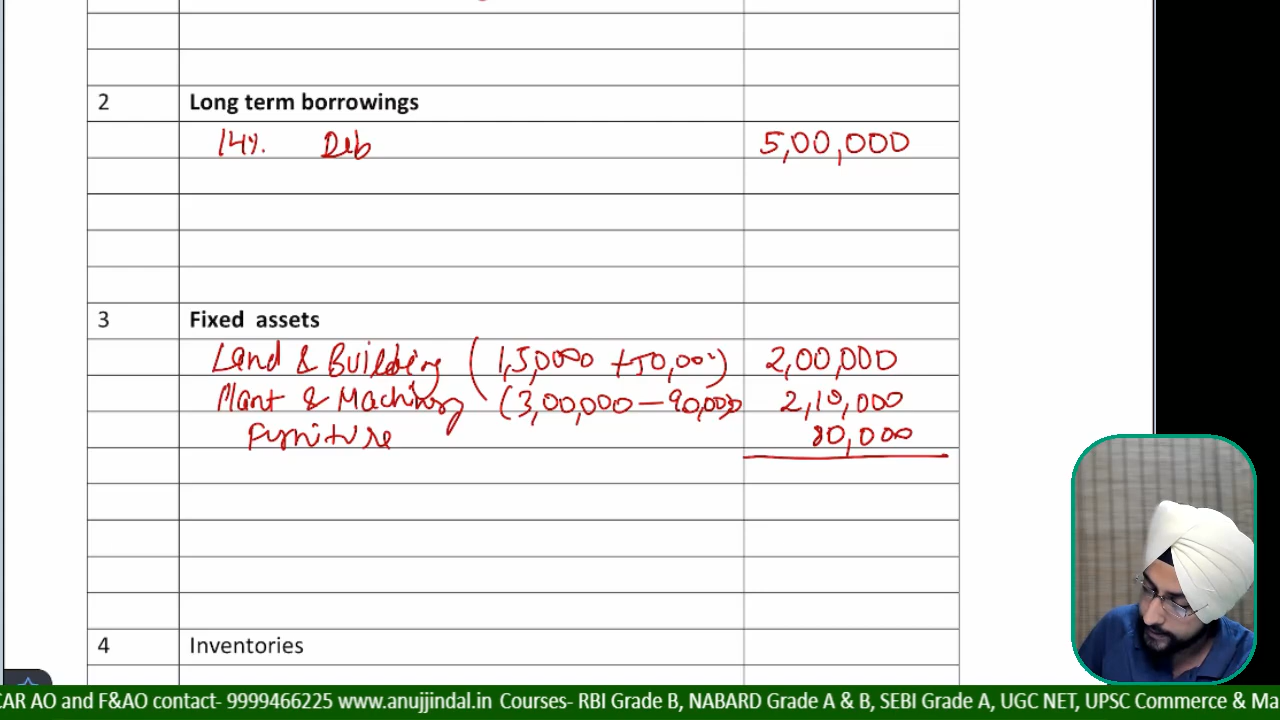 2 Long term borrowings
14%. Deb 5,00,000
3 Fixed assets
Land & Building (1,50000 +50,000) 2,00,000
Plant & Machinery (3,00,000 – 90,000) 2,10,000
Furniture 80,000
4 Inventories
CAR AO and F&AO contact- 9999466225 www.anujjindal.in Courses- RBI Grade B, NABARD Grade A & B, SEBI Grade A, UGC NET, UPSC Commerce & Ma